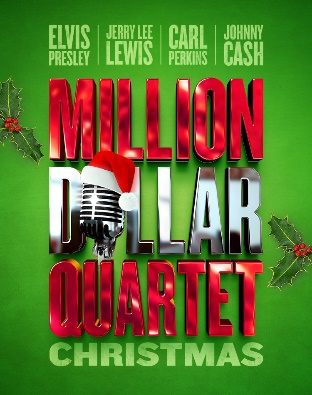 ELVIS PRESLEY
JERRY LEE LEWIS
CARL PERKINS
JOHNNY CASH
MILLION
DOLLAR
QUARTET
CHRISTMAS